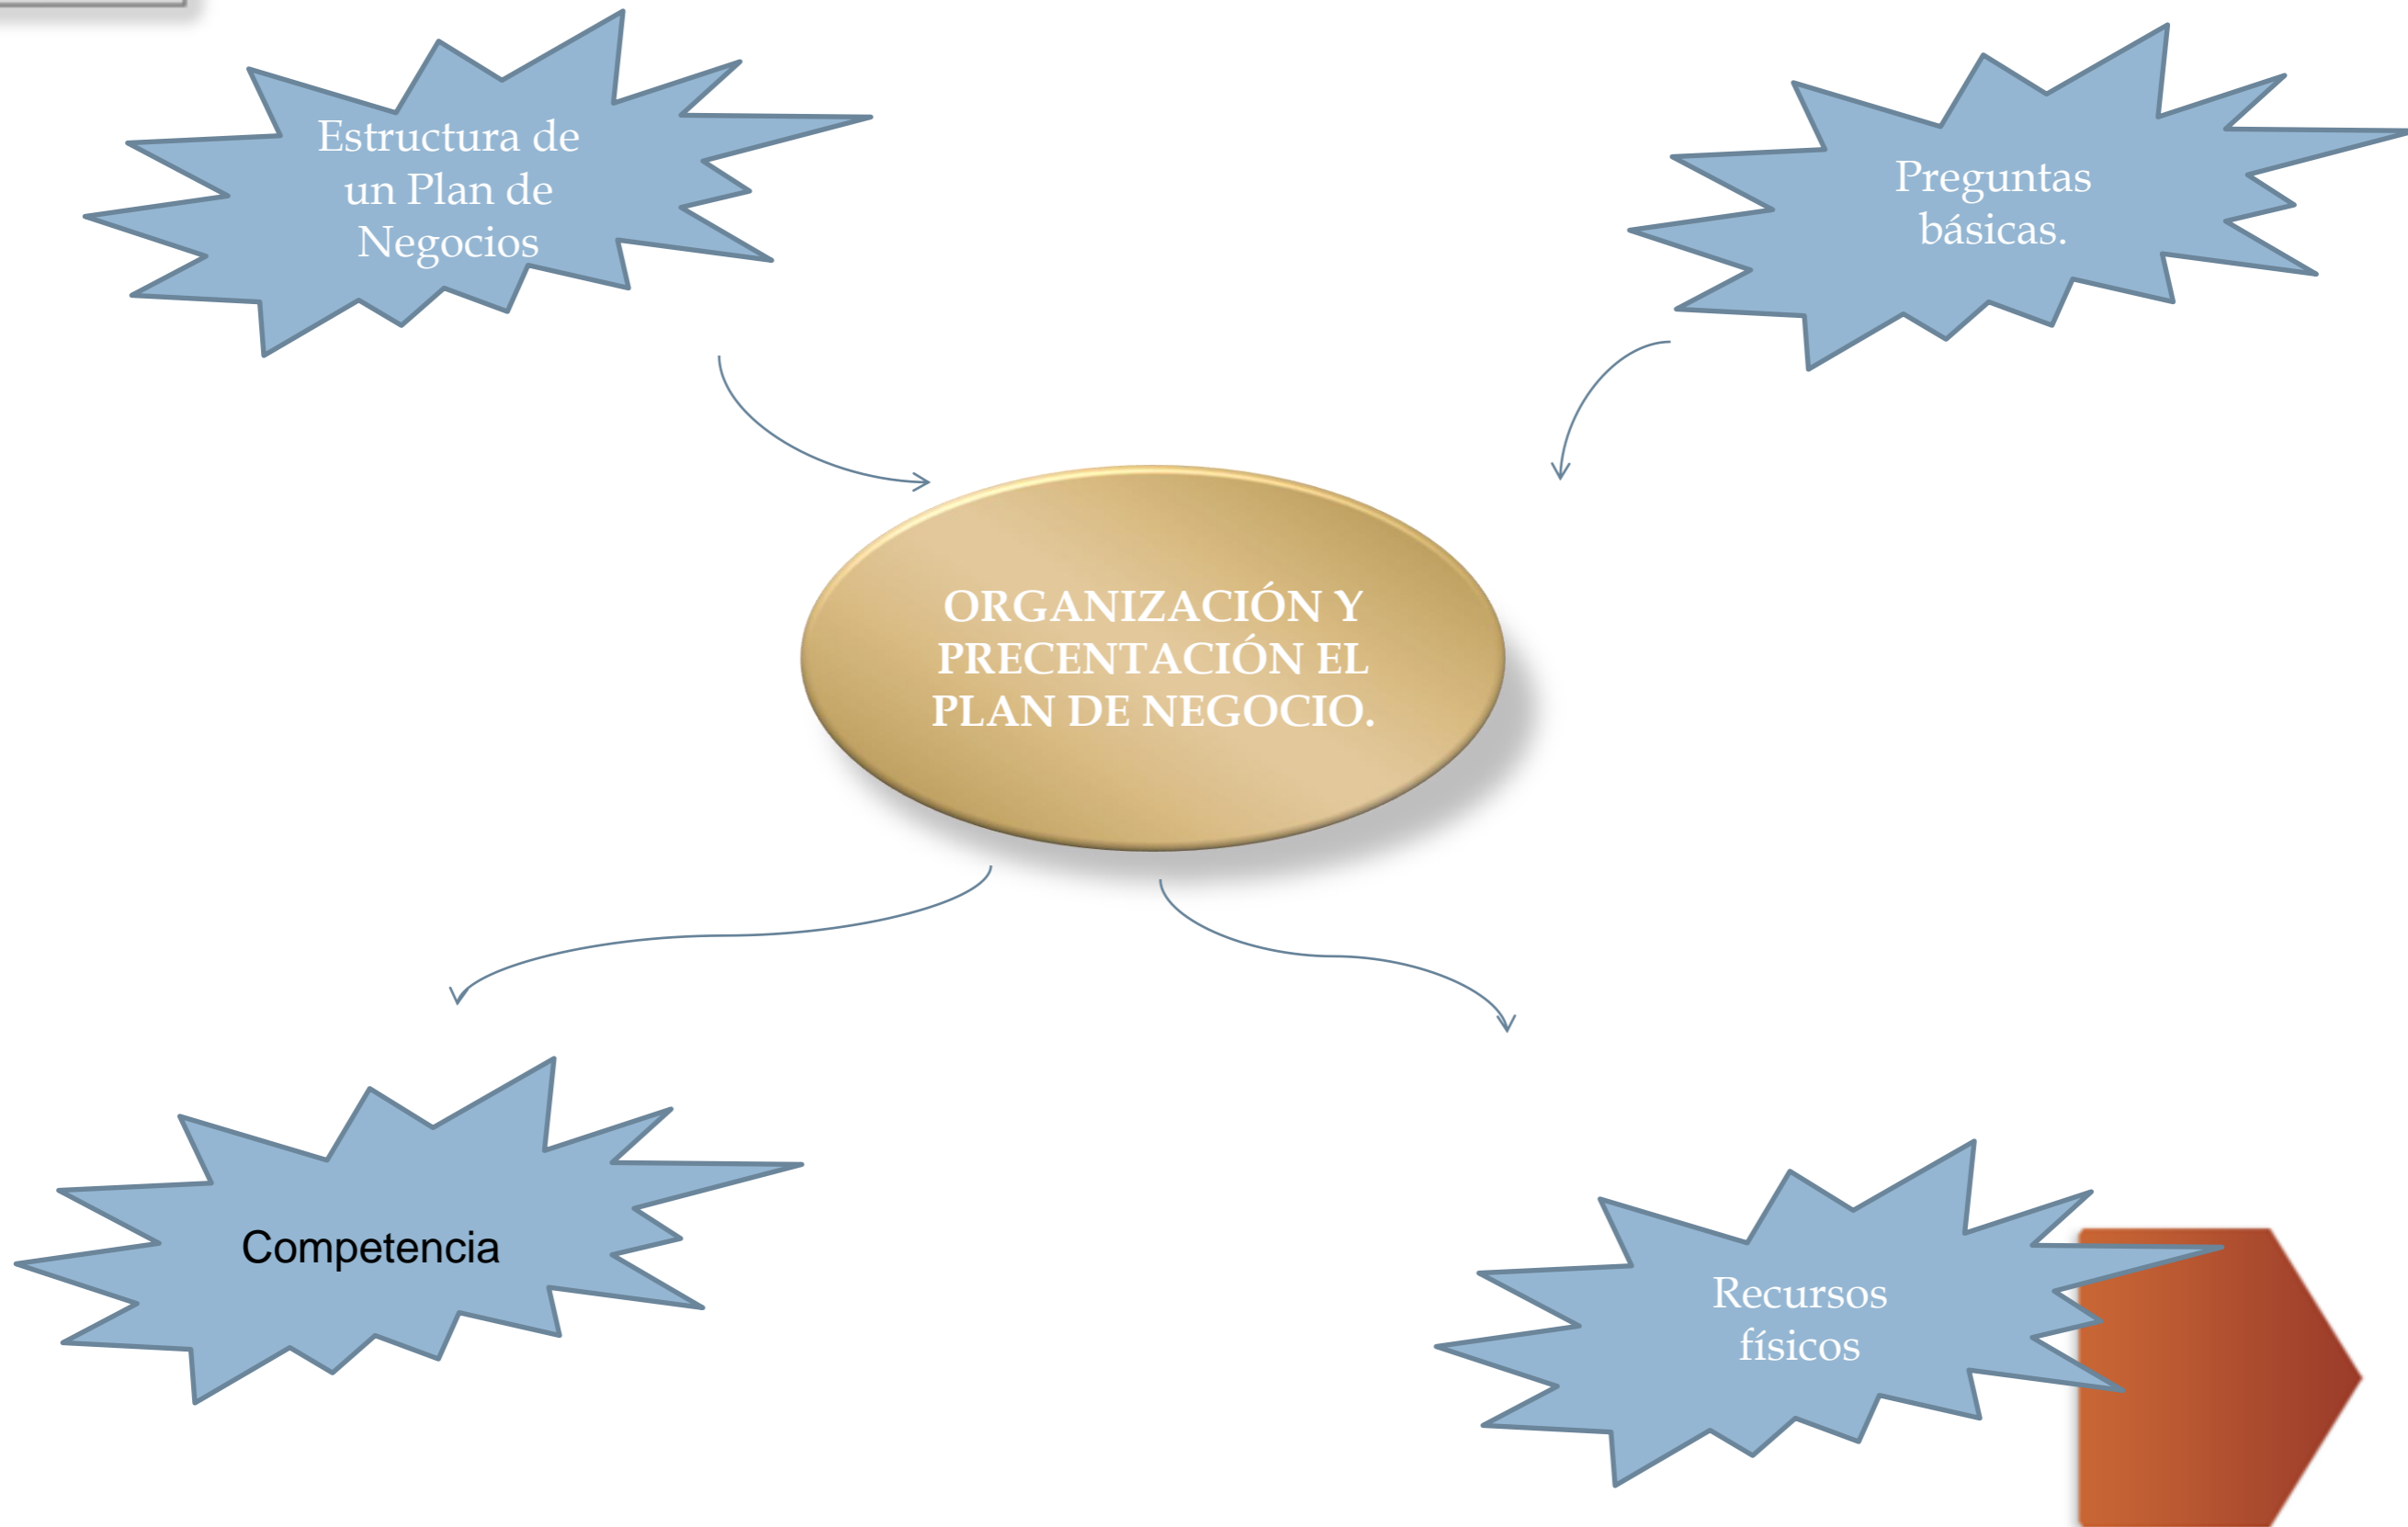 Estructura de
un Plan de
Negocios
Preguntas
básicas.
ORGANIZACIÓN Y
PRECENTACIÓN EL
PLAN DE NEGOCIO.
Competencia
Recursos
físicos